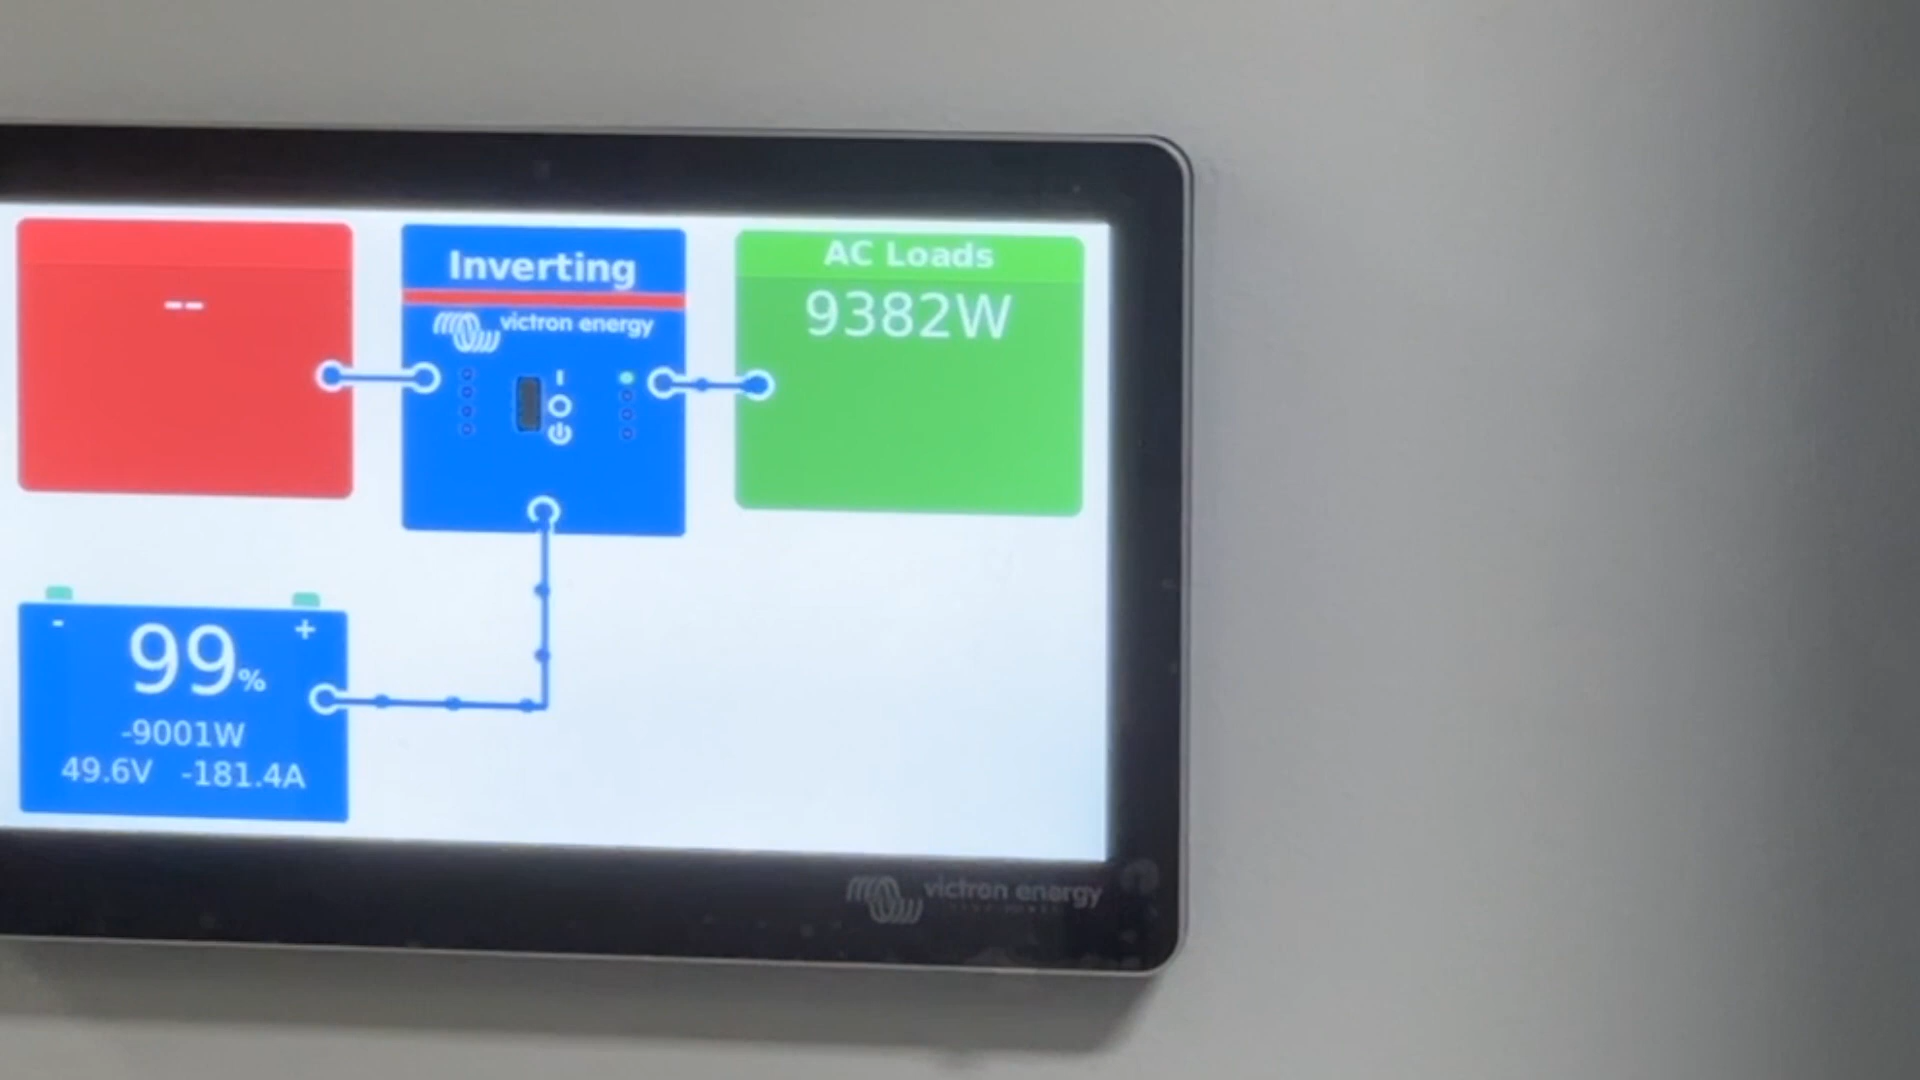 --
Inverting
victron energy
AC Loads
9382W
- +
99%
-9001W
49.6V -181.4A
victron energy